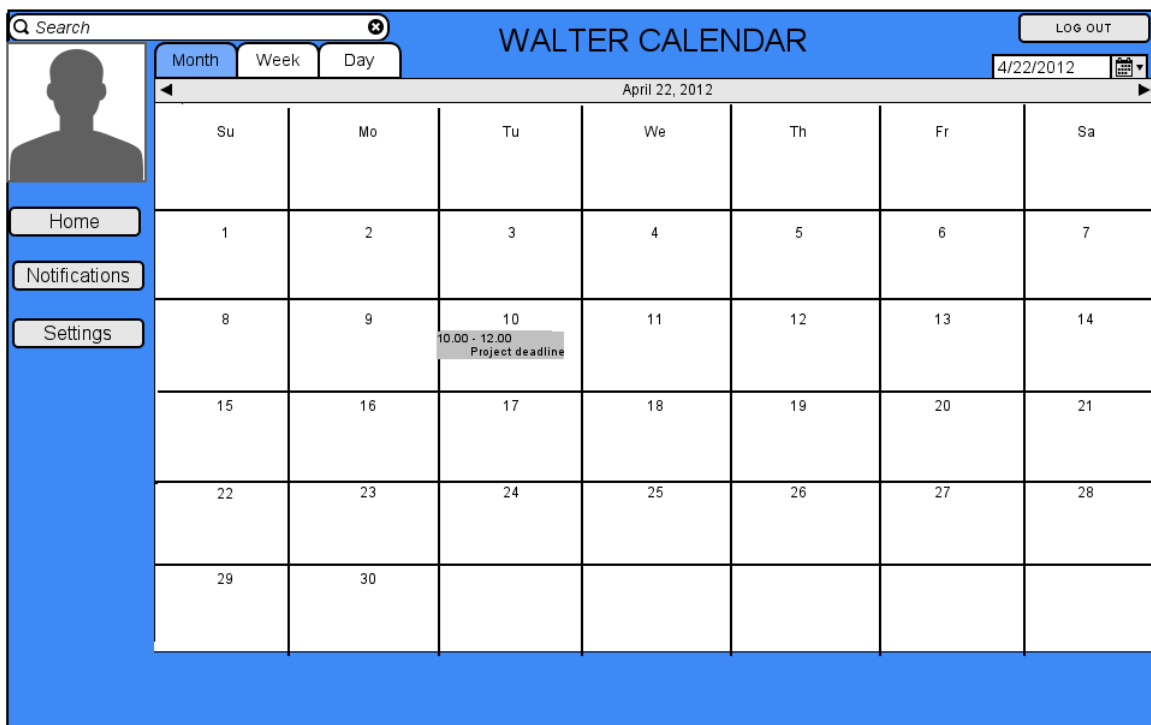 Search
WALTER CALENDAR
LOG OUT
Month Week Day
4/22/2012
April 22, 2012
Su Mo Tu We Th Fr Sa
Home
1 2 3 4 5 6 7
Notifications
8 9 10 11 12 13 14
Settings
10.00 - 12.00
Project deadline
15 16 17 18 19 20 21
22 23 24 25 26 27 28
29 30